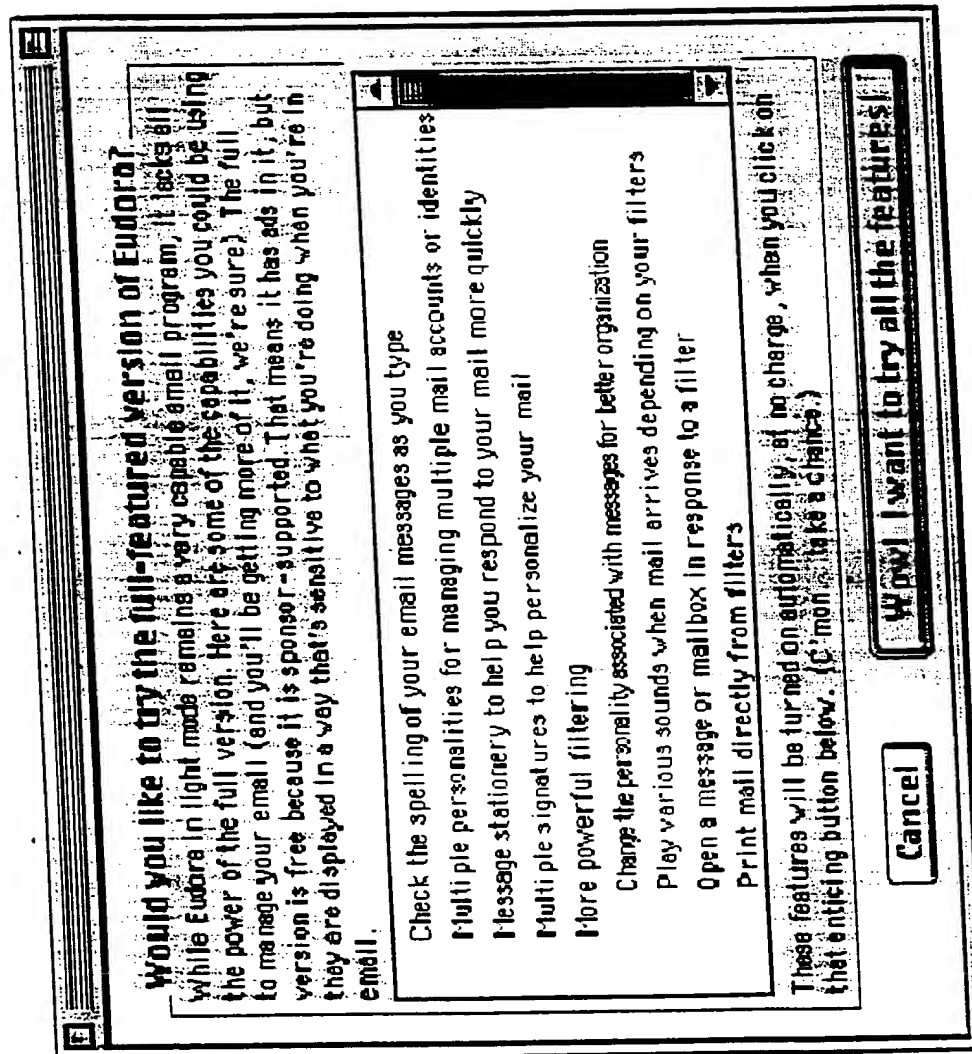 Would you like to try the full-featured version of Eudora?
While Eudora in light mode remains a very capable email program, it lacks all
the power of the full version. Here are some of the capabilities you could be using
to manage your email (and you'll be getting more of it, we're sure). The full
version is free because it is sponsor-supported. That means it has ads in it, but
they are displayed in a way that's sensitive to what you're doing when you're in
email.
Check the spelling of your email messages as you type
Multiple personalities for managing multiple mail accounts or identities
Message stationery to help you respond to your mail more quickly
Multiple signatures to help personalize your mail
More powerful filtering
Change the personality associated with messages for better organization
Play various sounds when mail arrives depending on your filters
Open a message or mailbox in response to a filter
Print mail directly from filters
These features will be turned on automatically, at no charge, when you click on
that enticing button below. (C'mon, take a chance.)
Cancel
Wow! I want to try all the features!